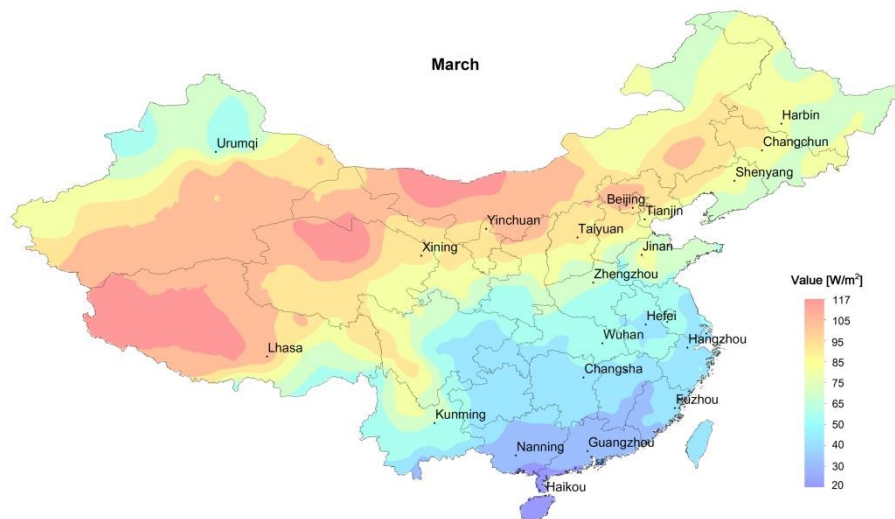 March
Harbin
Urumqi
Changchun
Shenyang
Beijing
Tianjin
Yinchuan
Taiyuan
Xining
Jinan
Zhengzhou
Value [W/m²]
117
105
95
85
75
65
50
40
30
20
Hefei
Wuhan
Hangzhou
Lhasa
Changsha
Fuzhou
Kunming
Nanning
Guangzhou
Haikou